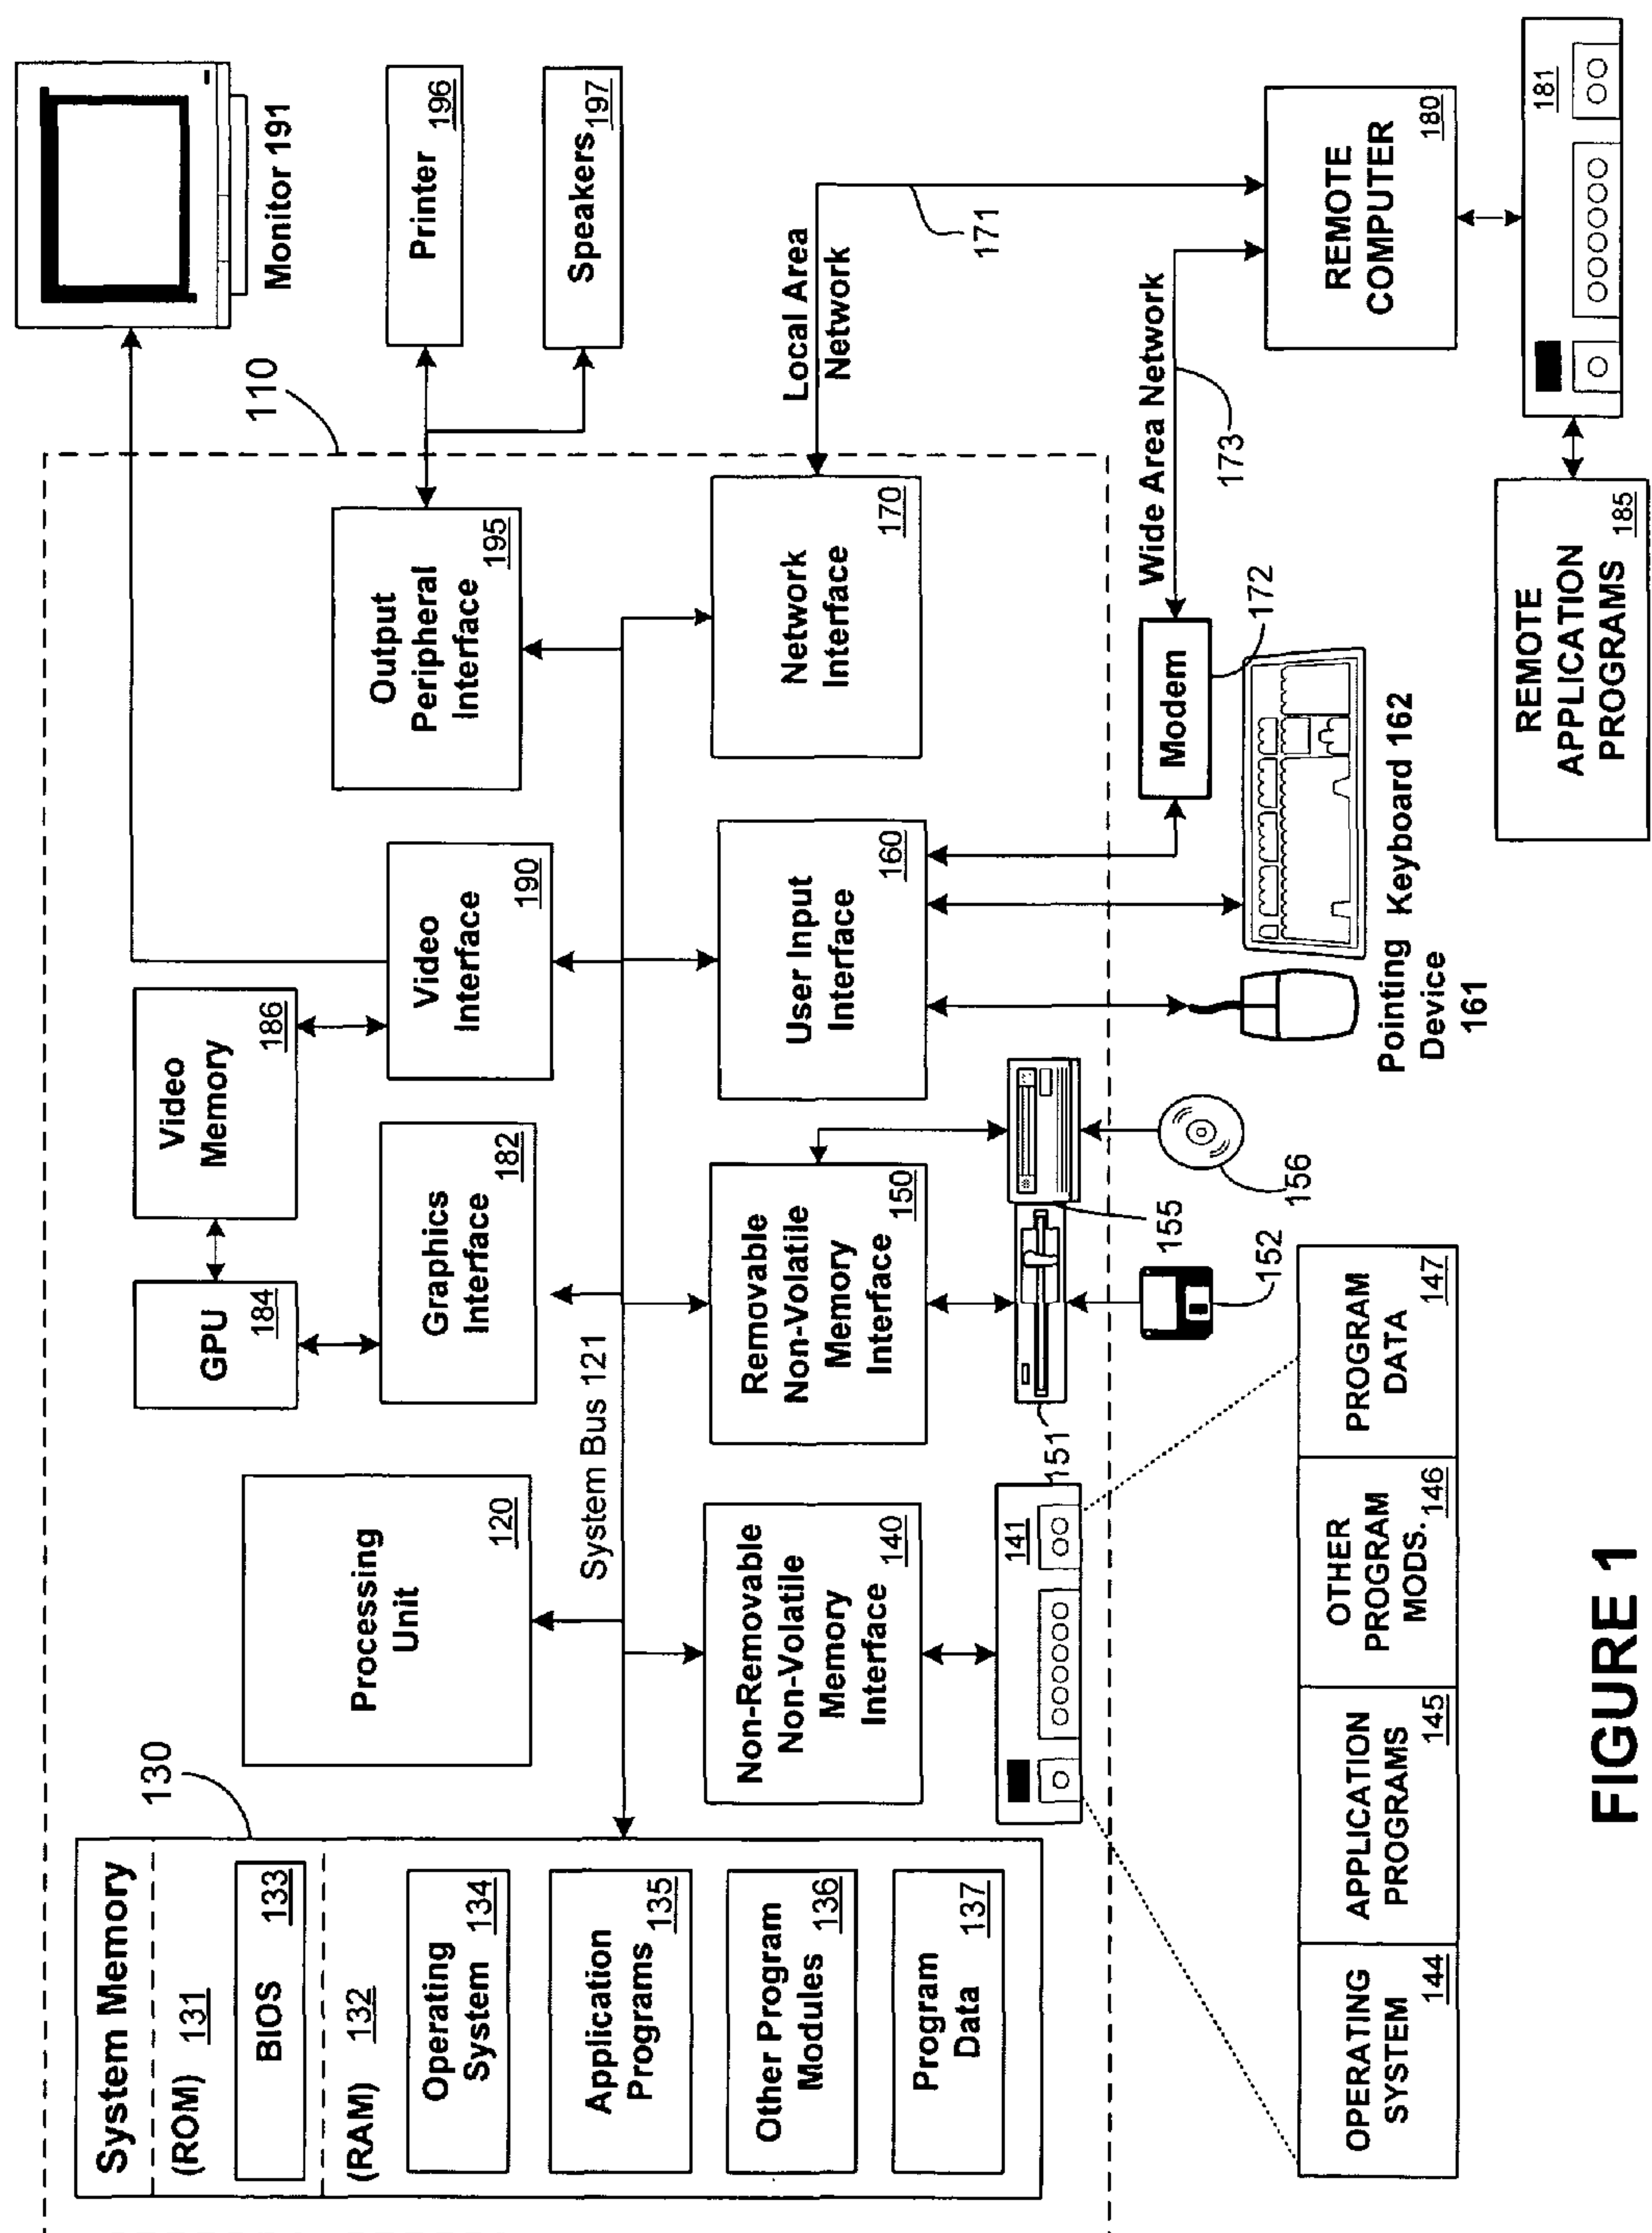 System Memory
(ROM) 131
BIOS 133
(RAM) 132
Operating
System 134
Application
Programs 135
Other Program
Modules 136
Program
Data 137
130
Processing
Unit
120
GPU
184
Video
Memory
186
Graphics
Interface
182
Video
Interface
190
Output
Peripheral
Interface
195
110
Monitor 191
Printer
196
Speakers
197
System Bus 121
Non-Removable
Non-Volatile
Memory
Interface
140
Removable
Non-Volatile
Memory
Interface
150
User Input
Interface
160
Network
Interface
170
Local Area
Network
171
141
151
155
152
156
Wide Area Network
173
Modem
172
Pointing
Device
161
Keyboard 162
REMOTE
COMPUTER
180
181
REMOTE
APPLICATION
PROGRAMS
185
OPERATING
SYSTEM
144
APPLICATION
PROGRAMS
145
OTHER
PROGRAM
MODS.
146
PROGRAM
DATA
147
FIGURE 1